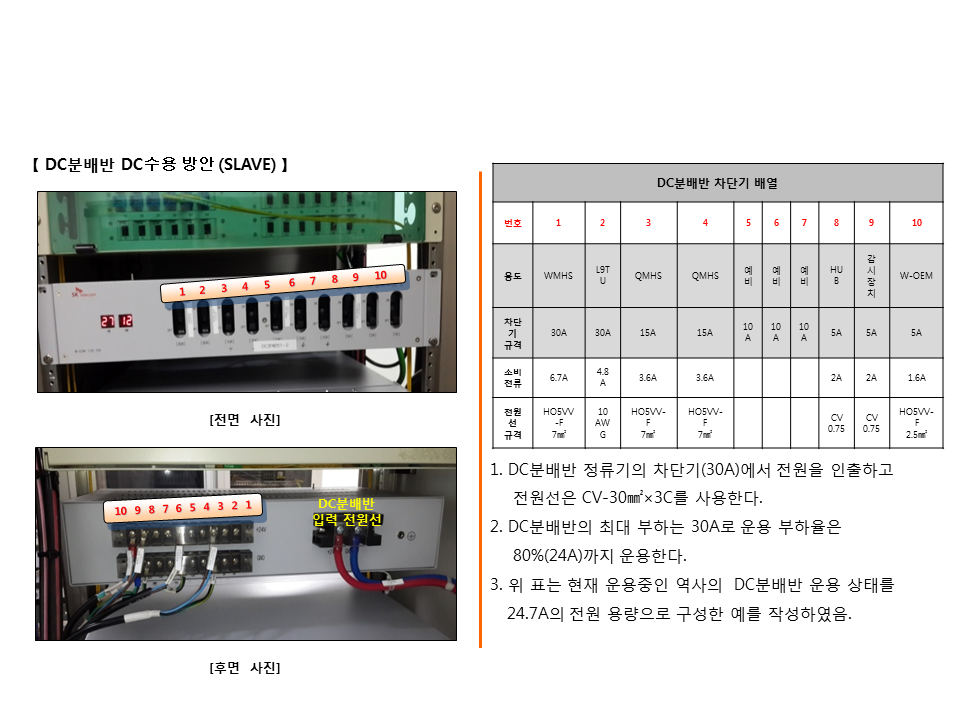 【 DC분배반 DC수용 방안 (SLAVE) 】
SK telecom
27 12
1 2 3 4 5 6 7 8 9 10
DC분배반-2
[전면 사진]
10 9 8 7 6 5 4 3 2 1
DC분배반
입력 전원선
+24V
GND
[후면 사진]
DC분배반 차단기 배열
번호 1 2 3 4 5 6 7 8 9 10
용도 WMHS L9TU QMHS QMHS 예비 예비 예비 HUB 감시장치 W-OEM
차단기 규격 30A 30A 15A 15A 10A 10A 10A 5A 5A 5A
소비 전류 6.7A 4.8A 3.6A 3.6A 2A 2A 1.6A
전원선 규격 HO5VV-F 7㎟ 10AWG HO5VV-F 7㎟ HO5VV-F 7㎟ CV 0.75 CV 0.75 HO5VV-F 2.5㎟
1. DC분배반 정류기의 차단기(30A)에서 전원을 인출하고
전원선은 CV-30㎟×3C를 사용한다.
2. DC분배반의 최대 부하는 30A로 운용 부하율은
80%(24A)까지 운용한다.
3. 위 표는 현재 운용중인 역사의 DC분배반 운용 상태를
24.7A의 전원 용량으로 구성한 예를 작성하였음.